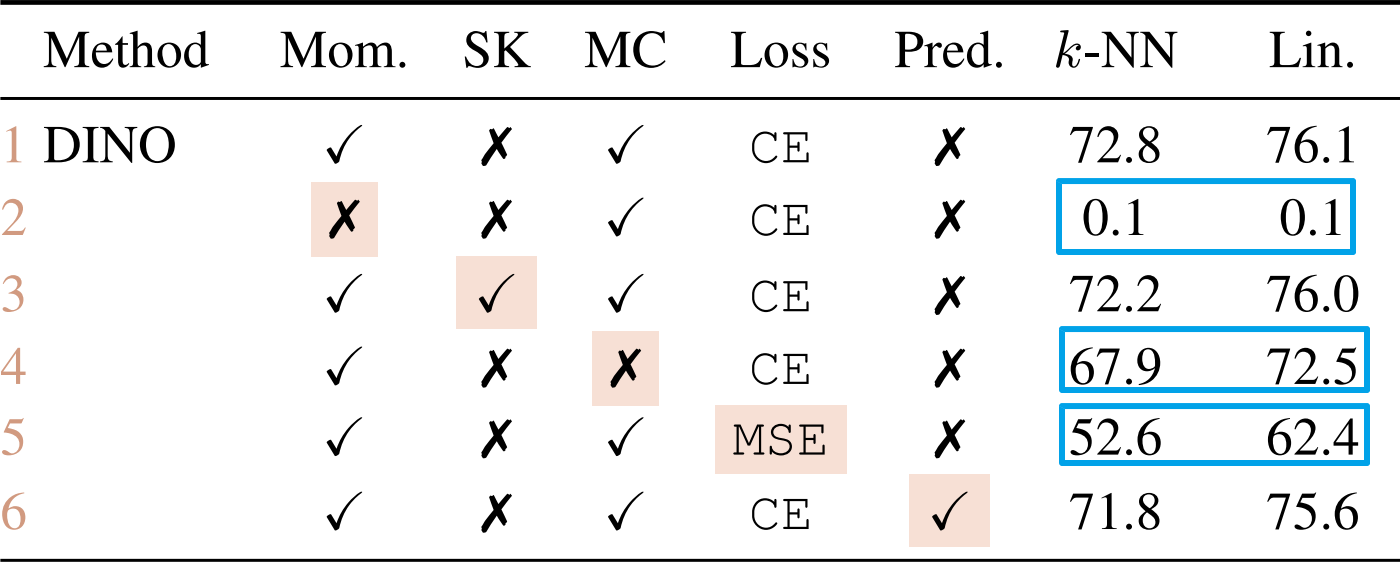 Method Mom. SK MC Loss Pred. k-NN Lin.
1 DINO ✓ ✗ ✓ CE ✗ 72.8 76.1
2 ✗ ✗ ✓ CE ✗ 0.1 0.1
3 ✓ ✓ ✓ CE ✗ 72.2 76.0
4 ✓ ✗ ✗ CE ✗ 67.9 72.5
5 ✓ ✗ ✓ MSE ✗ 52.6 62.4
6 ✓ ✗ ✓ CE ✓ 71.8 75.6